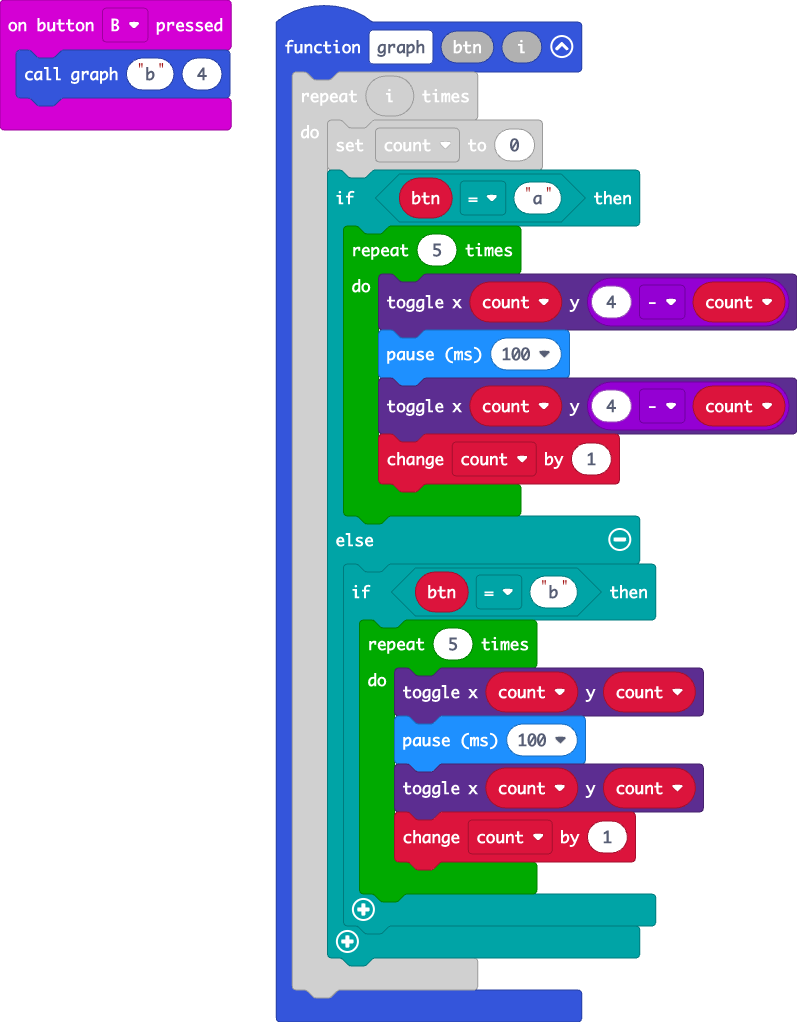 on button B pressed
call graph "b" 4
function graph btn i
repeat i times
do
set count to 0
if btn = "a" then
repeat 5 times
do
toggle x count y 4 - count
pause (ms) 100
toggle x count y 4 - count
change count by 1
else
if btn = "b" then
repeat 5 times
do
toggle x count y count
pause (ms) 100
toggle x count y count
change count by 1